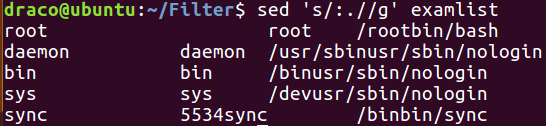 draco@ubuntu:~/Filter$ sed 's/:.//g' examlist
root root /rootbin/bash
daemon daemon /usr/sbinusr/sbin/nologin
bin bin /binusr/sbin/nologin
sys sys /devusr/sbin/nologin
sync 5534sync /binbin/sync